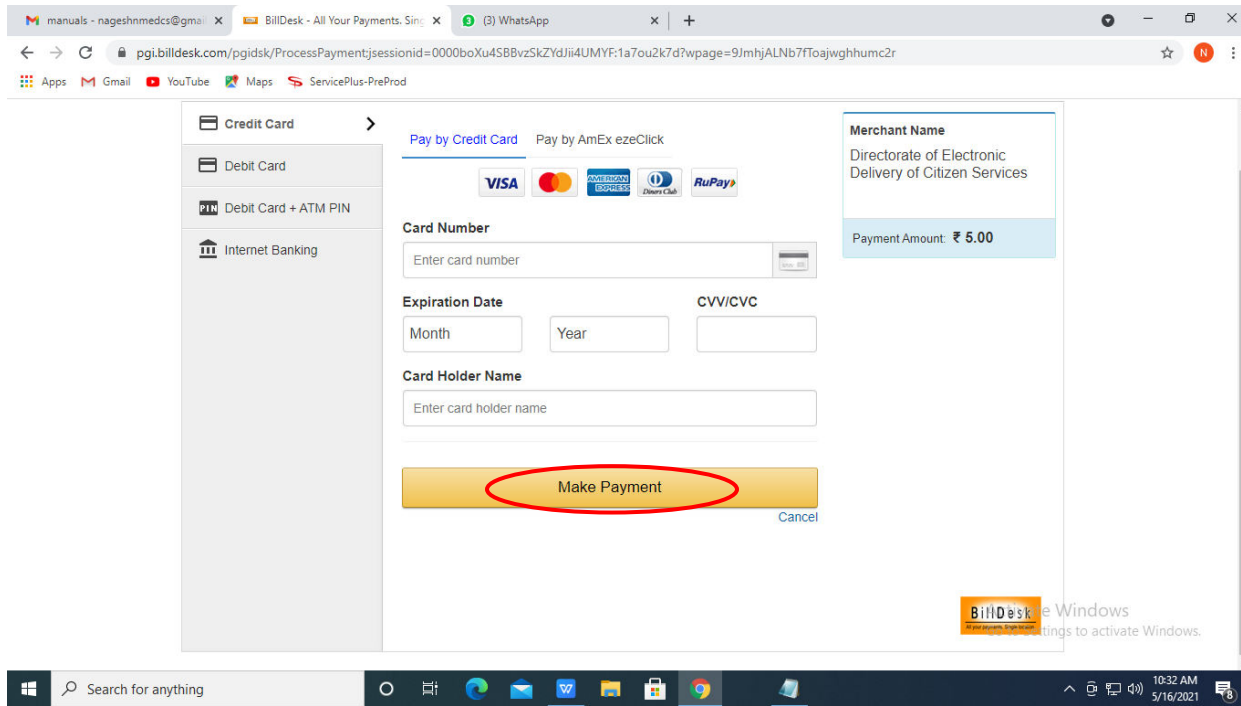 manuals - nageshnmedcs@gmai
BillDesk - All Your Payments. Sing
(3) WhatsApp
pgi.billdesk.com/pgidsk/ProcessPayment;jsessionid=0000boXu4SBBvzSkZYdJii4UMYF:1a7ou2k7d?wpage=9JmhjALNb7fToajwghhumc2r
N
Apps Gmail YouTube Maps ServicePlus-PreProd
Credit Card
Debit Card
PIN Debit Card + ATM PIN
Internet Banking
Pay by Credit Card Pay by AmEx ezeClick
VISA AMERICAN EXPRESS Diners Club RuPay
Card Number
Enter card number
Expiration Date CVV/CVC
Month Year
Card Holder Name
Enter card holder name
Make Payment
Cancel
Merchant Name
Directorate of Electronic
Delivery of Citizen Services
Payment Amount: ₹ 5.00
BillDesk
e Windows
tings to activate Windows.
Search for anything
10:32 AM
5/16/2021
8